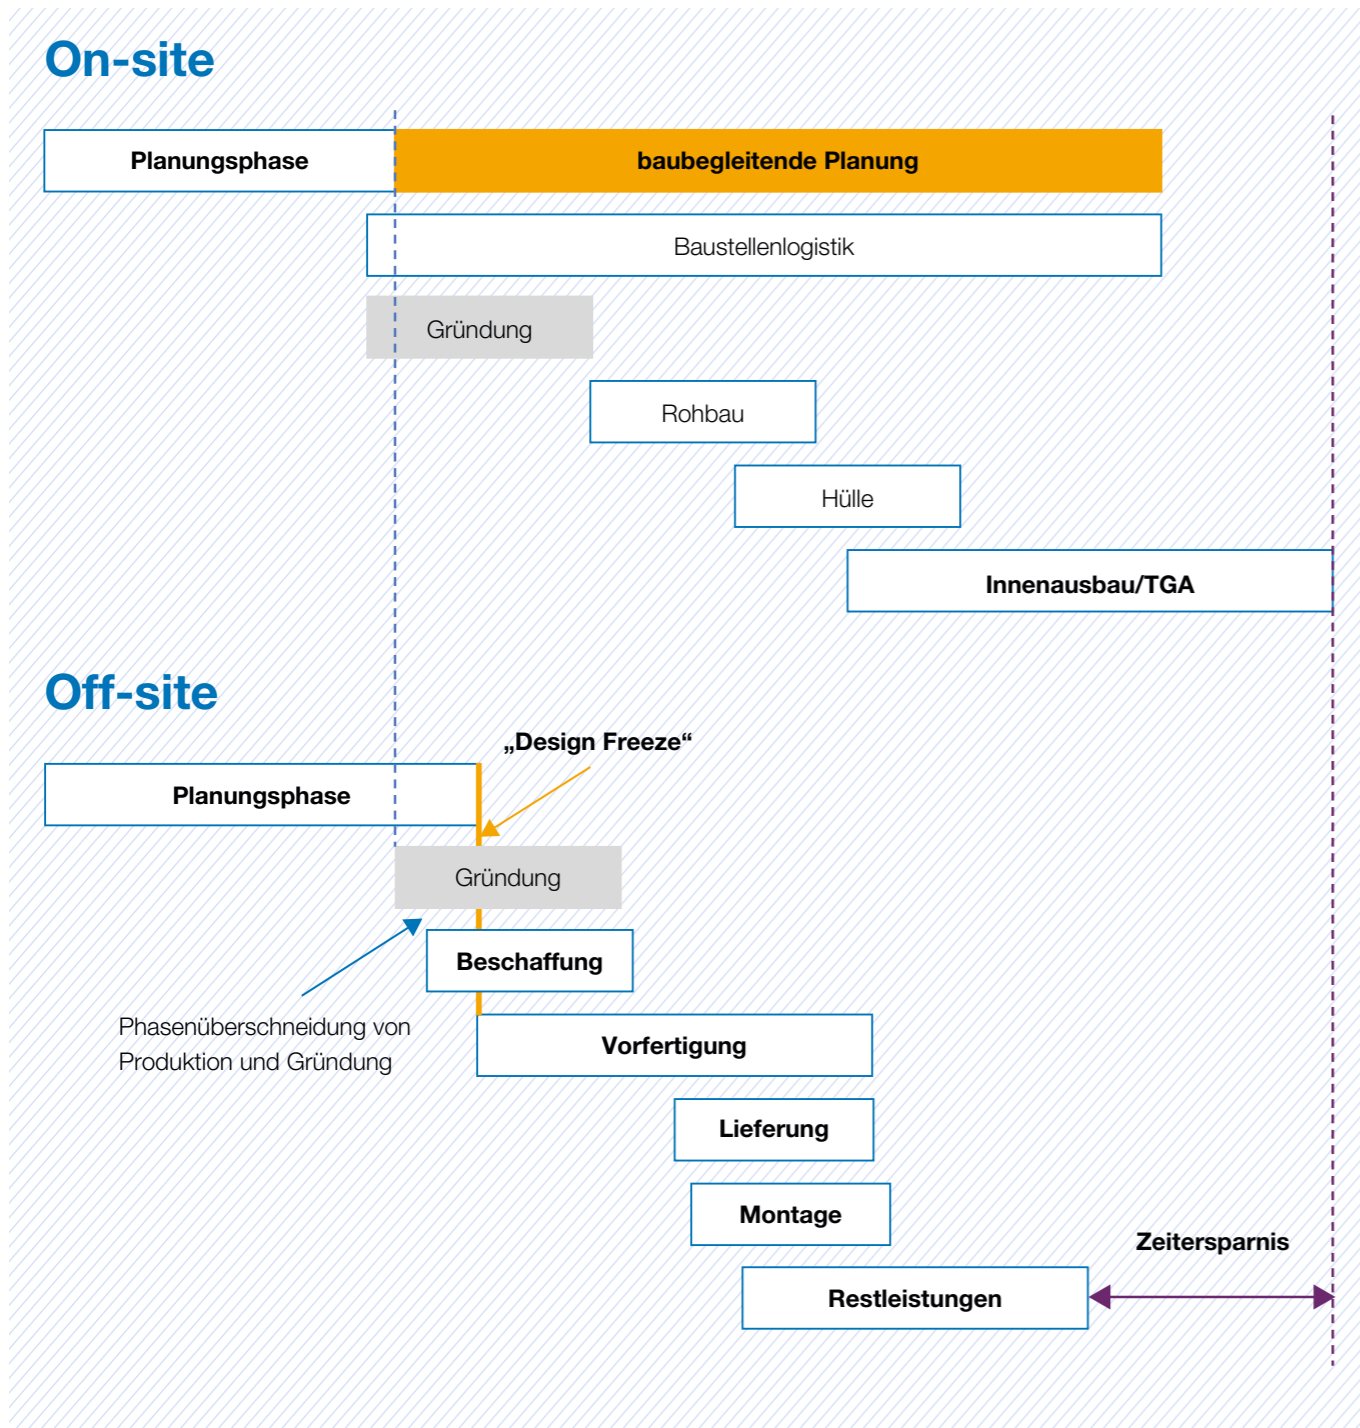 On-site
Planungsphase
baubegleitende Planung
Baustellenlogistik
Gründung
Rohbau
Hülle
Innenausbau/TGA
Off-site
„Design Freeze“
Planungsphase
Gründung
Beschaffung
Phasenüberschneidung von
Produktion und Gründung
Vorfertigung
Lieferung
Montage
Zeitersparnis
Restleistungen